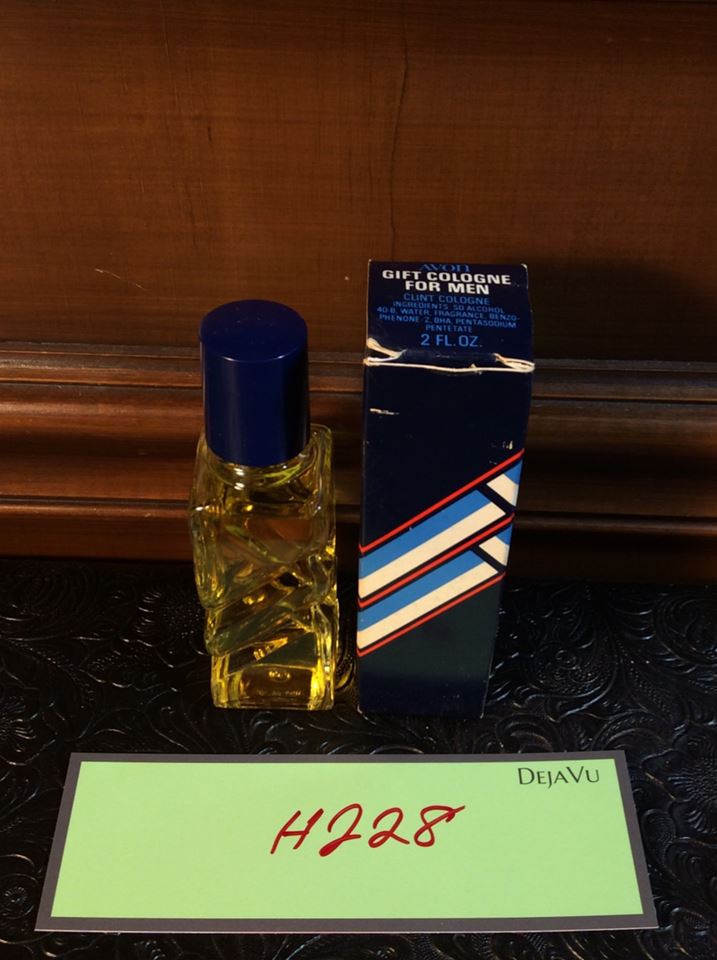 AVON
GIFT COLOGNE
FOR MEN
CLINT COLOGNE
INGREDIENTS: SD ALCOHOL
40-B, WATER, FRAGRANCE, BENZO-
PHENONE-2, BHA, PENTASODIUM
PENTETATE
2 FL. OZ.
DEJAVU
H228